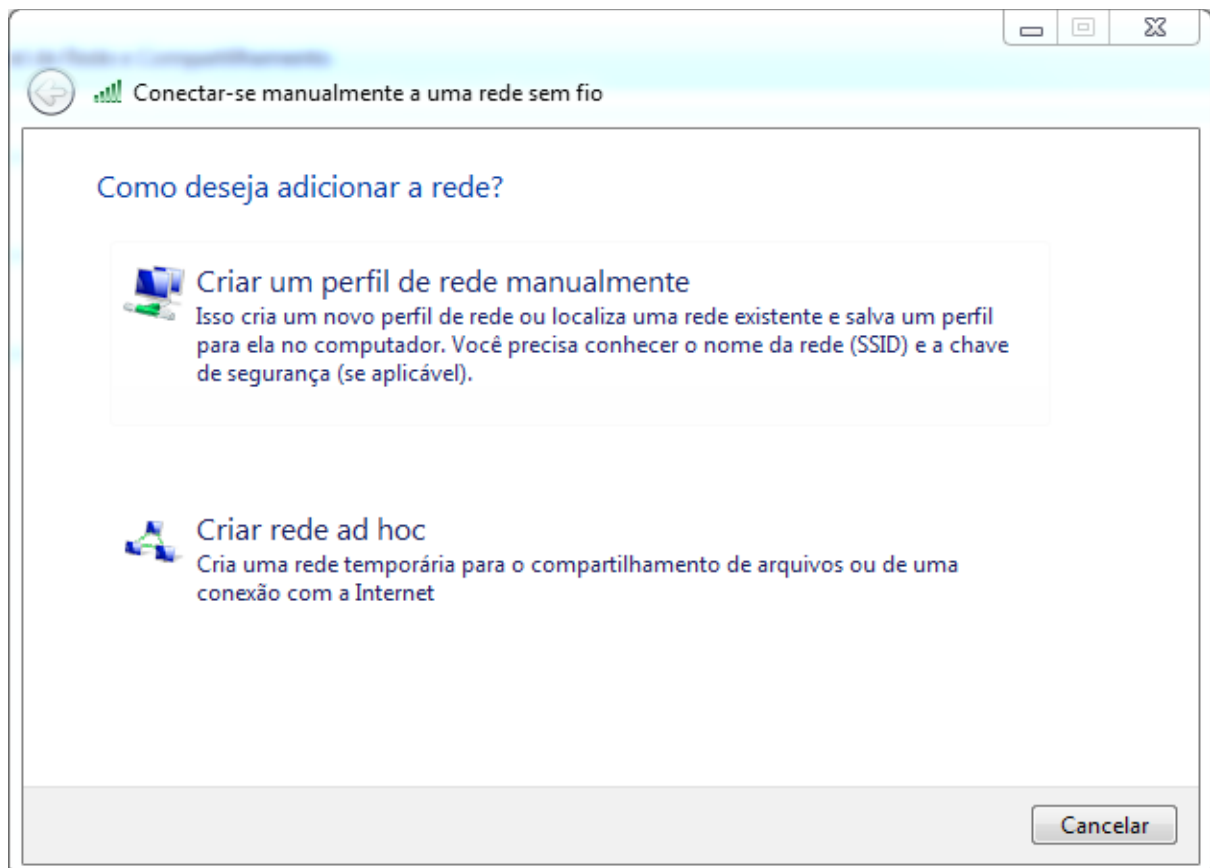 de Rede e Compartilhamento
Conectar-se manualmente a uma rede sem fio
Como deseja adicionar a rede?
Criar um perfil de rede manualmente
Isso cria um novo perfil de rede ou localiza uma rede existente e salva um perfil
para ela no computador. Você precisa conhecer o nome da rede (SSID) e a chave
de segurança (se aplicável).
Criar rede ad hoc
Cria uma rede temporária para o compartilhamento de arquivos ou de uma
conexão com a Internet
Cancelar